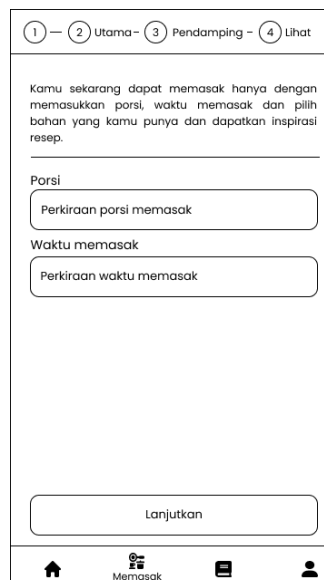 1 — 2 Utama – 3 Pendamping – 4 Lihat
Kamu sekarang dapat memasak hanya dengan
memasukkan porsi, waktu memasak dan pilih
bahan yang kamu punya dan dapatkan inspirasi
resep.
Porsi
Perkiraan porsi memasak
Waktu memasak
Perkiraan waktu memasak
Lanjutkan
Memasak